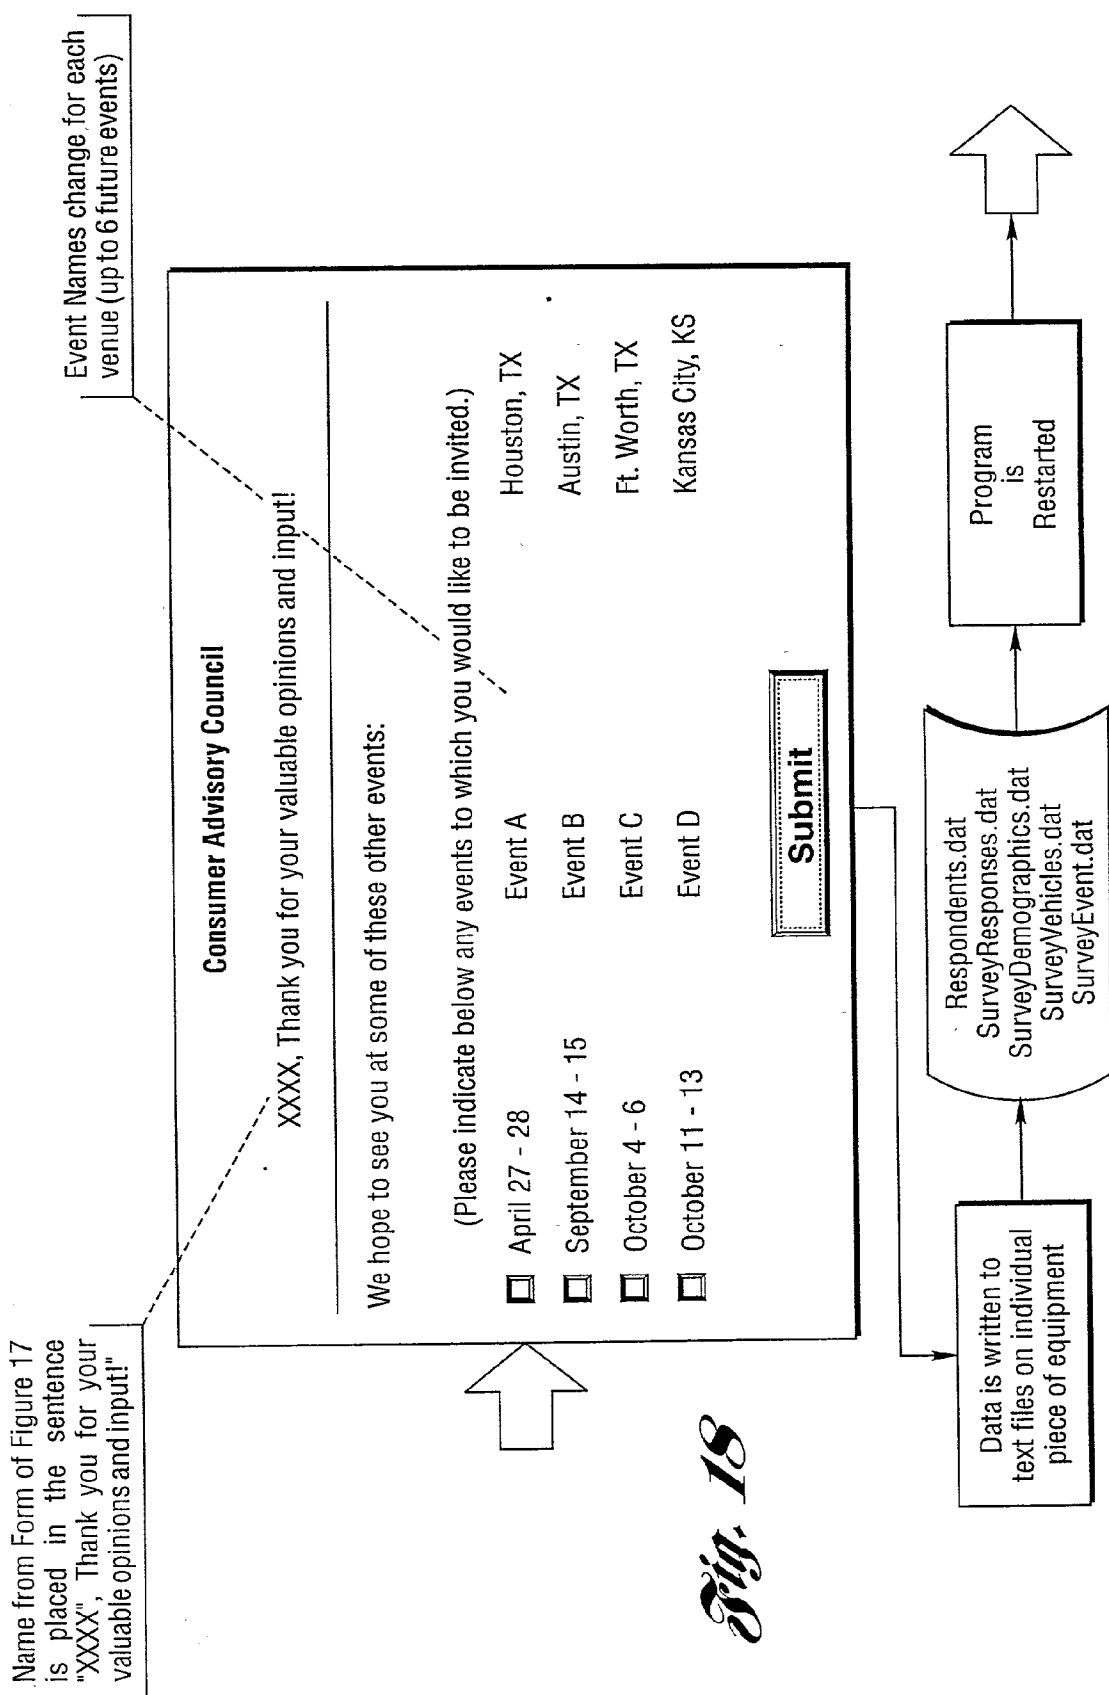 Name from Form of Figure 17
is placed in the sentence
"XXXX", Thank you for your
valuable opinions and input!"
Event Names change for each
venue (up to 6 future events)
Consumer Advisory Council
XXXX, Thank you for your valuable opinions and input!
We hope to see you at some of these other events:
(Please indicate below any events to which you would like to be invited.)
April 27 - 28 Event A Houston, TX
September 14 - 15 Event B Austin, TX
October 4 - 6 Event C Ft. Worth, TX
October 11 - 13 Event D Kansas City, KS
Submit
Fig. 18
Data is written to
text files on individual
piece of equipment
Respondents.dat
SurveyResponses.dat
SurveyDemographics.dat
SurveyVehicles.dat
SurveyEvent.dat
Program
is
Restarted